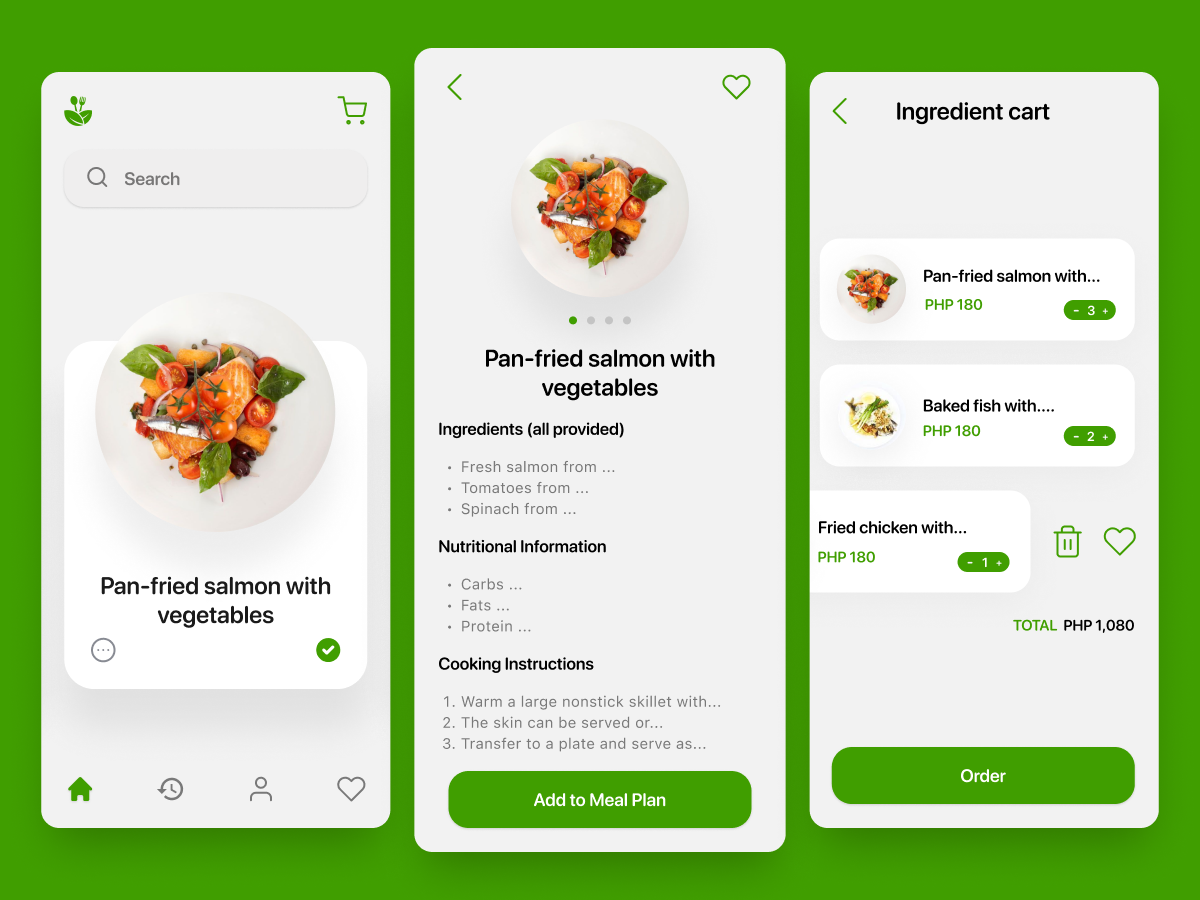 Search
Pan-fried salmon with
vegetables
Pan-fried salmon with
vegetables
Ingredients (all provided)
• Fresh salmon from ...
• Tomatoes from ...
• Spinach from ...
Nutritional Information
• Carbs ...
• Fats ...
• Protein ...
Cooking Instructions
1. Warm a large nonstick skillet with...
2. The skin can be served or...
3. Transfer to a plate and serve as...
Add to Meal Plan
Ingredient cart
Pan-fried salmon with...
PHP 180
- 3 +
Baked fish with....
PHP 180
- 2 +
Fried chicken with...
PHP 180
- 1 +
TOTAL PHP 1,080
Order